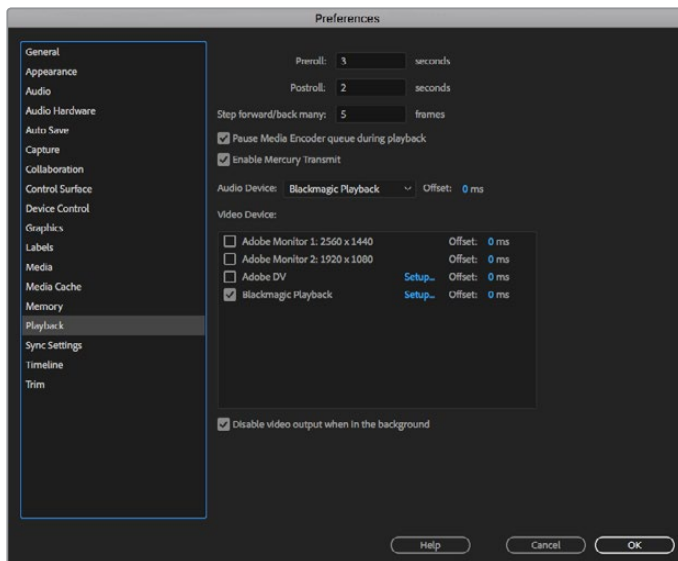 Preferences
General
Appearance
Audio
Audio Hardware
Auto Save
Capture
Collaboration
Control Surface
Device Control
Graphics
Labels
Media
Media Cache
Memory
Playback
Sync Settings
Timeline
Trim
Preroll: 3 seconds
Postroll: 2 seconds
Step forward/back many: 5 frames
Pause Media Encoder queue during playback
Enable Mercury Transmit
Audio Device: Blackmagic Playback Offset: 0 ms
Video Device:
Adobe Monitor 1: 2560 x 1440 Offset: 0 ms
Adobe Monitor 2: 1920 x 1080 Offset: 0 ms
Adobe DV Setup... Offset: 0 ms
Blackmagic Playback Setup... Offset: 0 ms
Disable video output when in the background
Help Cancel OK